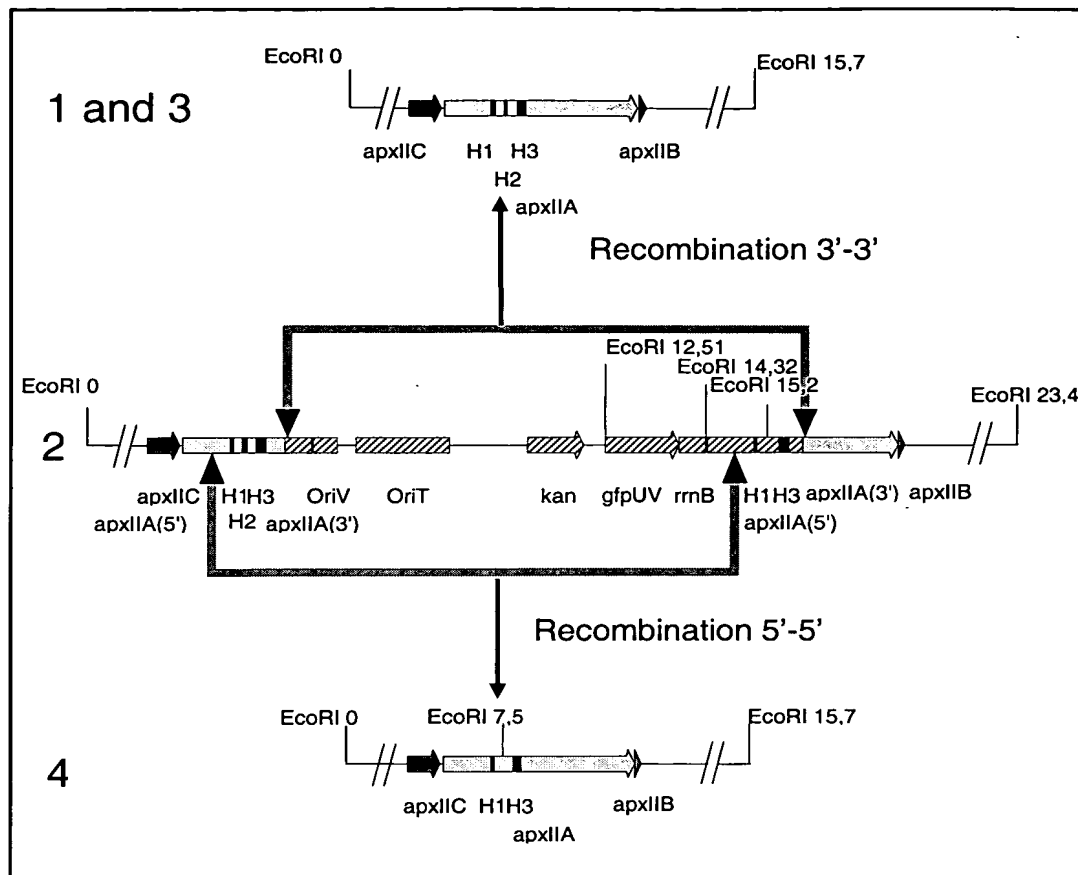 EcoRI 0
EcoRI 15,7
1 and 3
apxIIC
H1 H3
apxIIB
H2
apxIIA
Recombination 3'-3'
EcoRI 12,51
EcoRI 14,32
EcoRI 15,2
EcoRI 0
EcoRI 23,4
2
apxIIC H1H3 OriV OriT kan gfpUV rrnB H1H3 apxIIA(3') apxIIB
apxIIA(5') H2 apxIIA(3') apxIIA(5')
Recombination 5'-5'
EcoRI 0 EcoRI 7,5 EcoRI 15,7
4
apxIIC H1H3 apxIIB
apxIIA